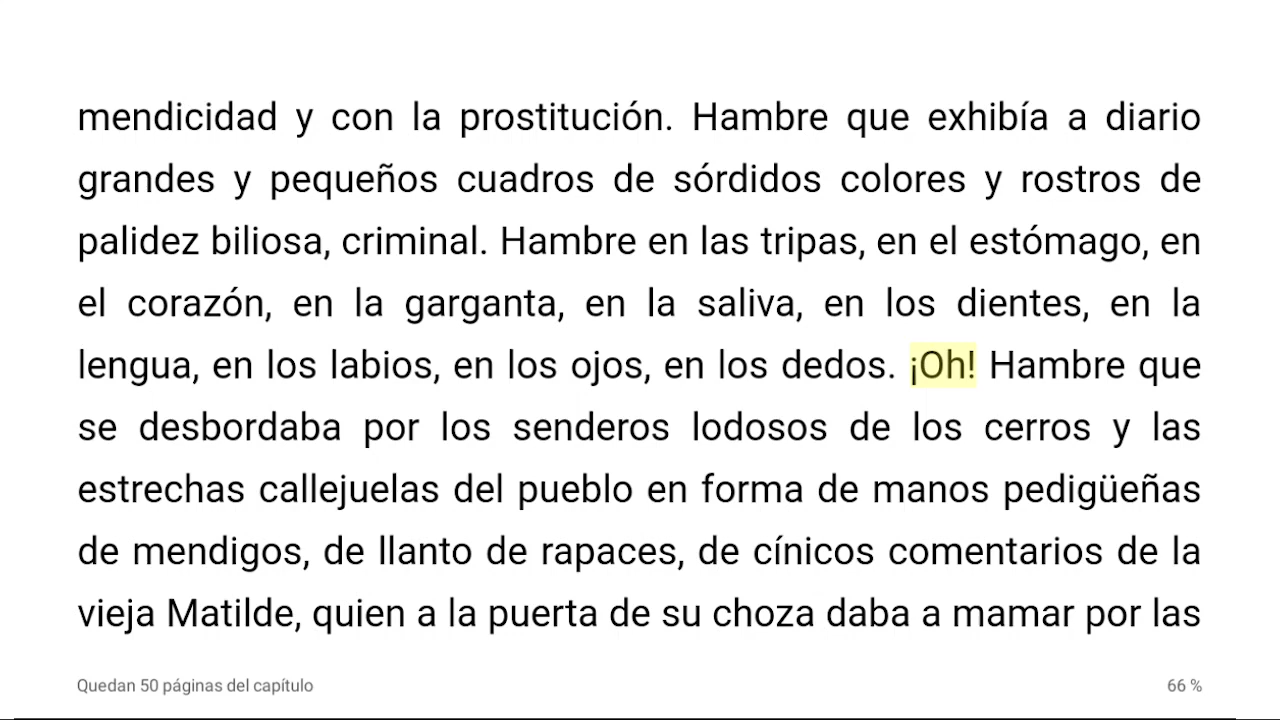 mendicidad y con la prostitución. Hambre que exhibía a diario
grandes y pequeños cuadros de sórdidos colores y rostros de
palidez biliosa, criminal. Hambre en las tripas, en el estómago, en
el corazón, en la garganta, en la saliva, en los dientes, en la
lengua, en los labios, en los ojos, en los dedos. ¡Oh! Hambre que
se desbordaba por los senderos lodosos de los cerros y las
estrechas callejuelas del pueblo en forma de manos pedigüeñas
de mendigos, de llanto de rapaces, de cínicos comentarios de la
vieja Matilde, quien a la puerta de su choza daba a mamar por las
Quedan 50 páginas del capítulo
66 %